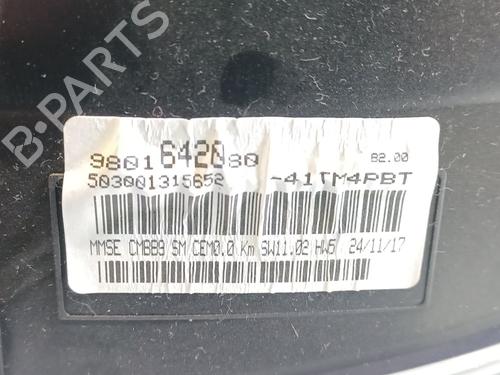 B-PARTS
9801642080 82.00
503001315652 -41TM4PBT
MMSE CMBB9 SM CEM0.0 Km SW11.02 HW5 24/11/17